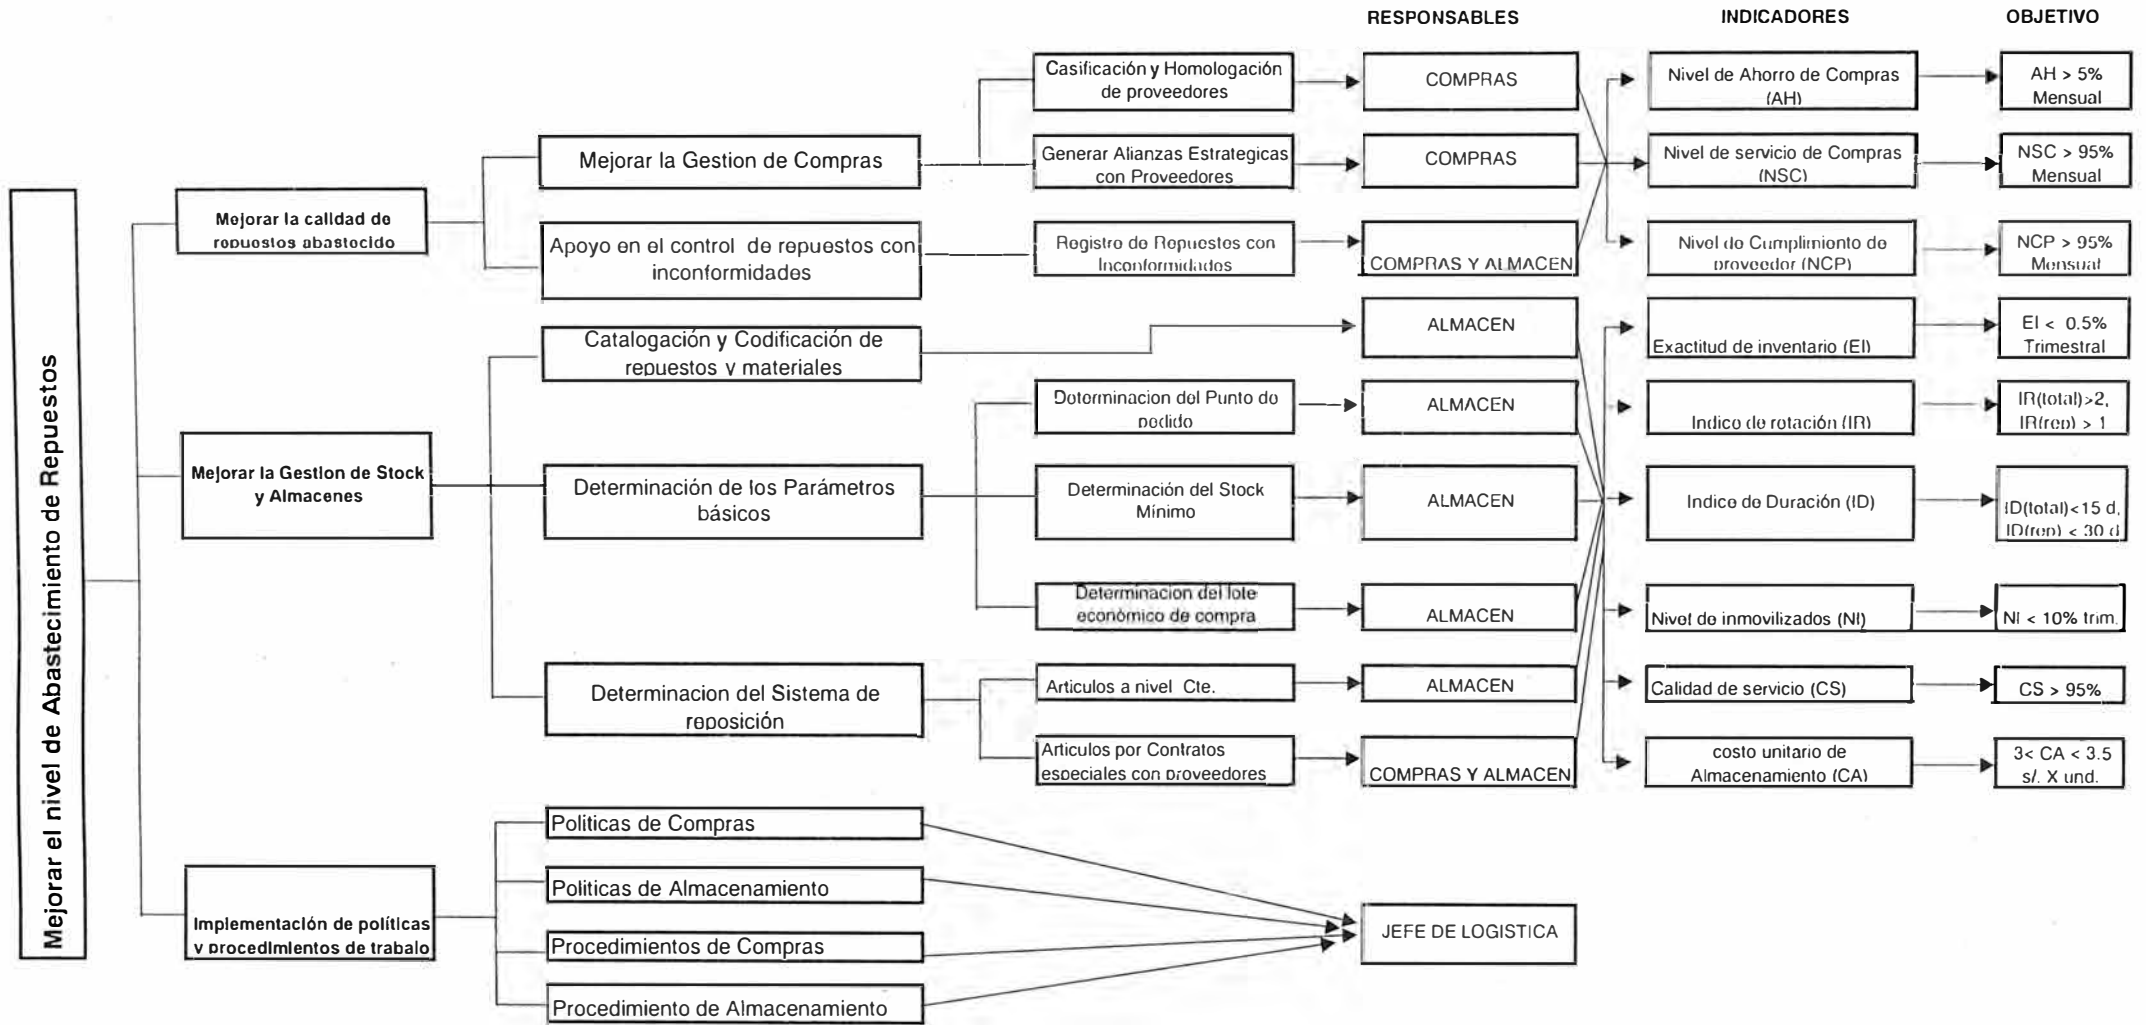 RESPONSABLES
INDICADORES
OBJETIVO
Mejorar el nivel de Abastecimiento de Repuestos
Mejorar la calidad de
repuestos abastecido
Mejorar la Gestion de Stock
y Almacenes
Implementación de políticas
y procedimientos de trabajo
Mejorar la Gestion de Compras
Apoyo en el control de repuestos con
inconformidades
Catalogación y Codificación de
repuestos y materiales
Determinación de los Parámetros
básicos
Determinacion del Sistema de
reposición
Politicas de Compras
Politicas de Almacenamiento
Procedimientos de Compras
Procedimiento de Almacenamiento
Casificación y Homologación
de proveedores
Generar Alianzas Estrategicas
con Proveedores
Registro de Repuestos con
Inconformidades
Determinacion del Punto de
pedido
Determinación del Stock
Mínimo
Determinacion del lote
económico de compra
Articulos a nivel Cte.
Articulos por Contratos
especiales con proveedores
COMPRAS
COMPRAS
COMPRAS Y ALMACEN
ALMACEN
ALMACEN
ALMACEN
ALMACEN
ALMACEN
COMPRAS Y ALMACEN
JEFE DE LOGISTICA
Nivel de Ahorro de Compras
(AH)
Nivel de servicio de Compras
(NSC)
Nivel de Cumplimiento de
proveedor (NCP)
Exactitud de inventario (EI)
Indice de rotación (IR)
Indice de Duración (ID)
Nivel de inmovilizados (NI)
Calidad de servicio (CS)
costo unitario de
Almacenamiento (CA)
AH > 5%
Mensual
NSC > 95%
Mensual
NCP > 95%
Mensual
EI < 0.5%
Trimestral
IR(total)>2,
IR(rep) > 1
ID(total)<15 d,
ID(rep) < 30 d
NI < 10% trim.
CS > 95%
3< CA < 3.5
s/. X und.